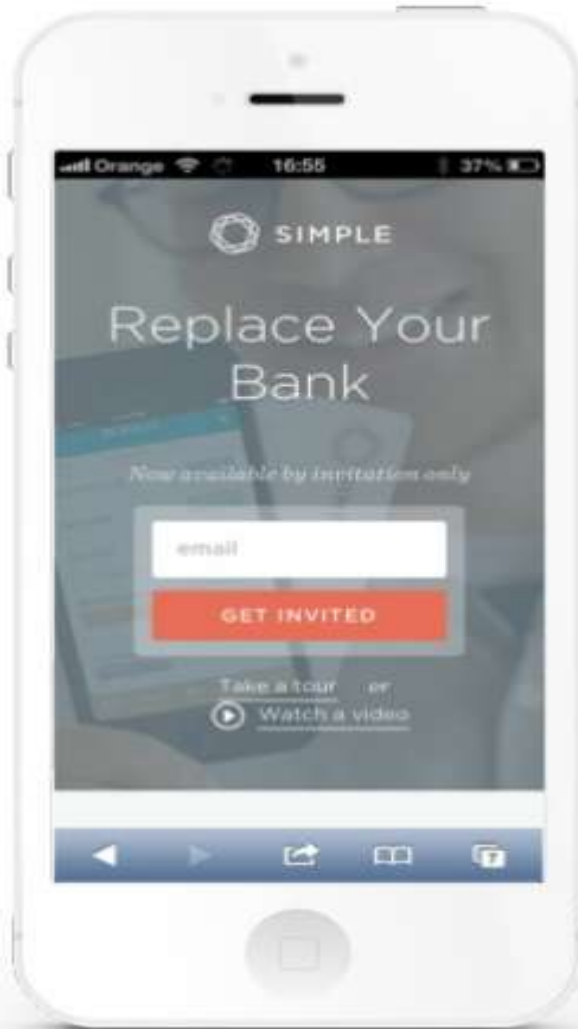 Orange 16:55 37%
SIMPLE
Replace Your
Bank
Now available by invitation only
email
GET INVITED
Take a tour or
Watch a video
7